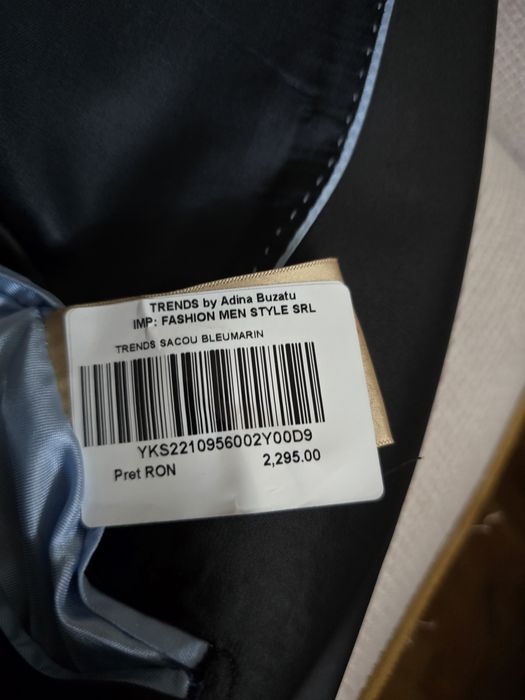 TRENDS by Adina Buzatu
IMP: FASHION MEN STYLE SRL
TRENDS SACOU BLEUMARIN
YKS2210956002Y00D9
Pret RON 2,295.00